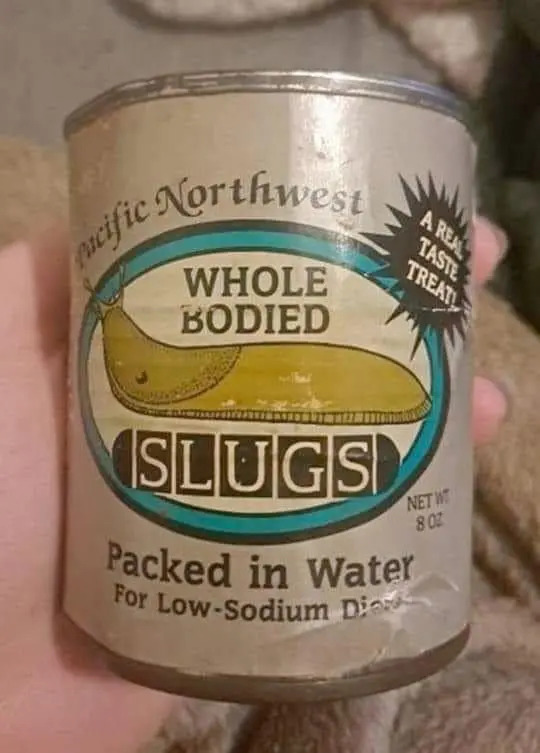 Pacific Northwest
A REAL
TASTE
TREAT!
WHOLE
BODIED
SLUGS
NET WT
8 OZ.
Packed in Water
For Low-Sodium